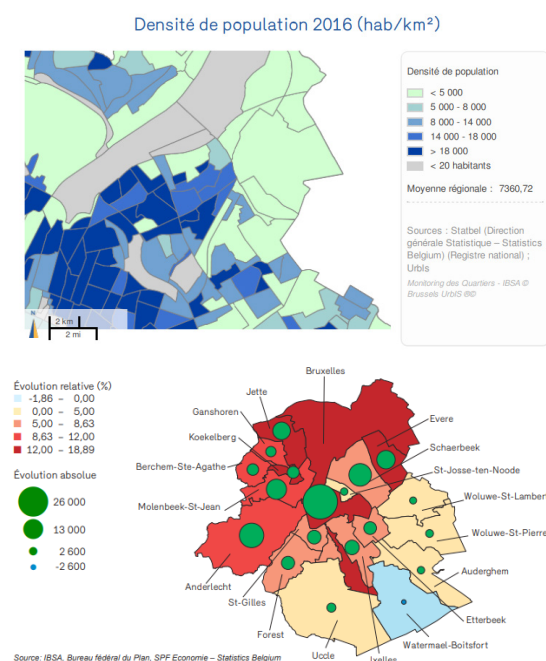 Densité de population 2016 (hab/km²)
Densité de population
< 5 000
5 000 - 8 000
8 000 - 14 000
14 000 - 18 000
> 18 000
< 20 habitants
Moyenne régionale : 7360,72
Sources : Statbel (Direction
générale Statistique – Statistics
Belgium) (Registre national) ;
UrbIs
Monitoring des Quartiers - IBSA ©
Brussels UrbIS ®©
N
2 km
2 mi
Évolution relative (%)
-1,86 – 0,00
0,00 – 5,00
5,00 – 8,63
8,63 – 12,00
12,00 – 18,89
Évolution absolue
26 000
13 000
2 600
-2 600
Bruxelles
Jette
Ganshoren
Koekelberg
Berchem-Ste-Agathe
Molenbeek-St-Jean
Anderlecht
St-Gilles
Forest
Uccle
Ixelles
Watermael-Boitsfort
Etterbeek
Auderghem
Woluwe-St-Pierre
Woluwe-St-Lambert
St-Josse-ten-Noode
Schaerbeek
Evere
Source: IBSA, Bureau fédéral du Plan, SPF Economie – Statistics Belgium